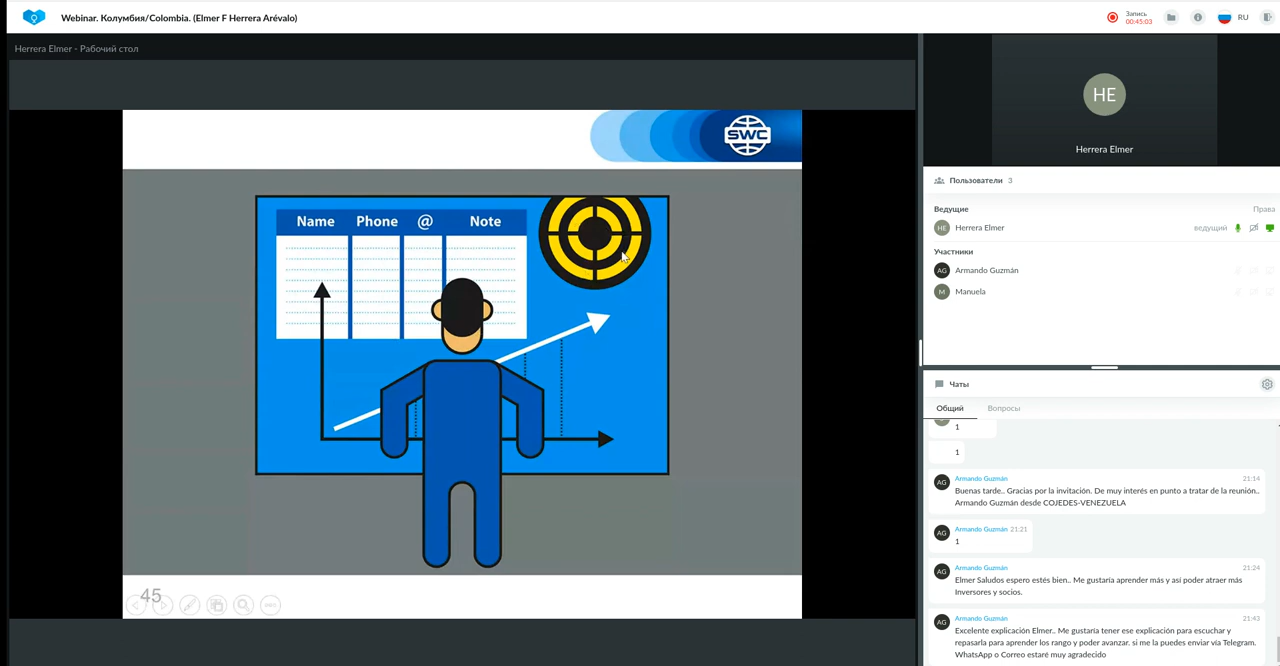 Webinar. Колумбия/Colombia. (Elmer F Herrera Arévalo)
Запись
00:45:03
RU
Herrera Elmer - Рабочий стол
SWC
Name Phone @ Note
45
HE
Herrera Elmer
Пользователи 3
Ведущие Права
HE Herrera Elmer ведущий
Участники
AG Armando Guzmán
M Manuela
Чаты
Общий Вопросы
1
1
AG Armando Guzmán 21:14
Buenas tarde.. Gracias por la invitación. De muy interés en punto a tratar de la reunión..
Armando Guzmán desde COJEDES-VENEZUELA
AG Armando Guzmán 21:21
1
AG Armando Guzmán 21:24
Elmer Saludos espero estés bien.. Me gustaría aprender más y así poder atraer más
Inversores y socios.
AG Armando Guzmán 21:43
Excelente explicación Elmer.. Me gustaría tener ese explicación para escuchar y
repasarla para aprender los rango y poder avanzar. si me la puedes enviar vía Telegram.
WhatsApp o Correo estaré muy agradecido